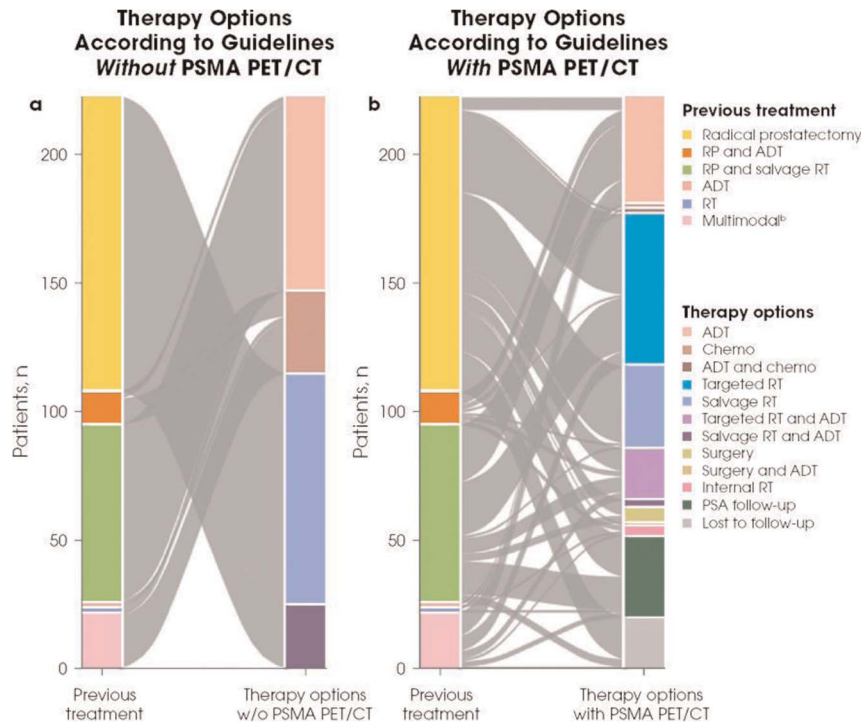 Therapy Options
According to Guidelines
Without PSMA PET/CT
Therapy Options
According to Guidelines
With PSMA PET/CT
a
b
200
150
100
50
0
Patients, n
Previous
treatment
Therapy options
w/o PSMA PET/CT
200
150
100
50
0
Patients, n
Previous
treatment
Therapy options
with PSMA PET/CT
Previous treatment
Radical prostatectomy
RP and ADT
RP and salvage RT
ADT
RT
Multimodalᵇ
Therapy options
ADT
Chemo
ADT and chemo
Targeted RT
Salvage RT
Targeted RT and ADT
Salvage RT and ADT
Surgery
Surgery and ADT
Internal RT
PSA follow-up
Lost to follow-up